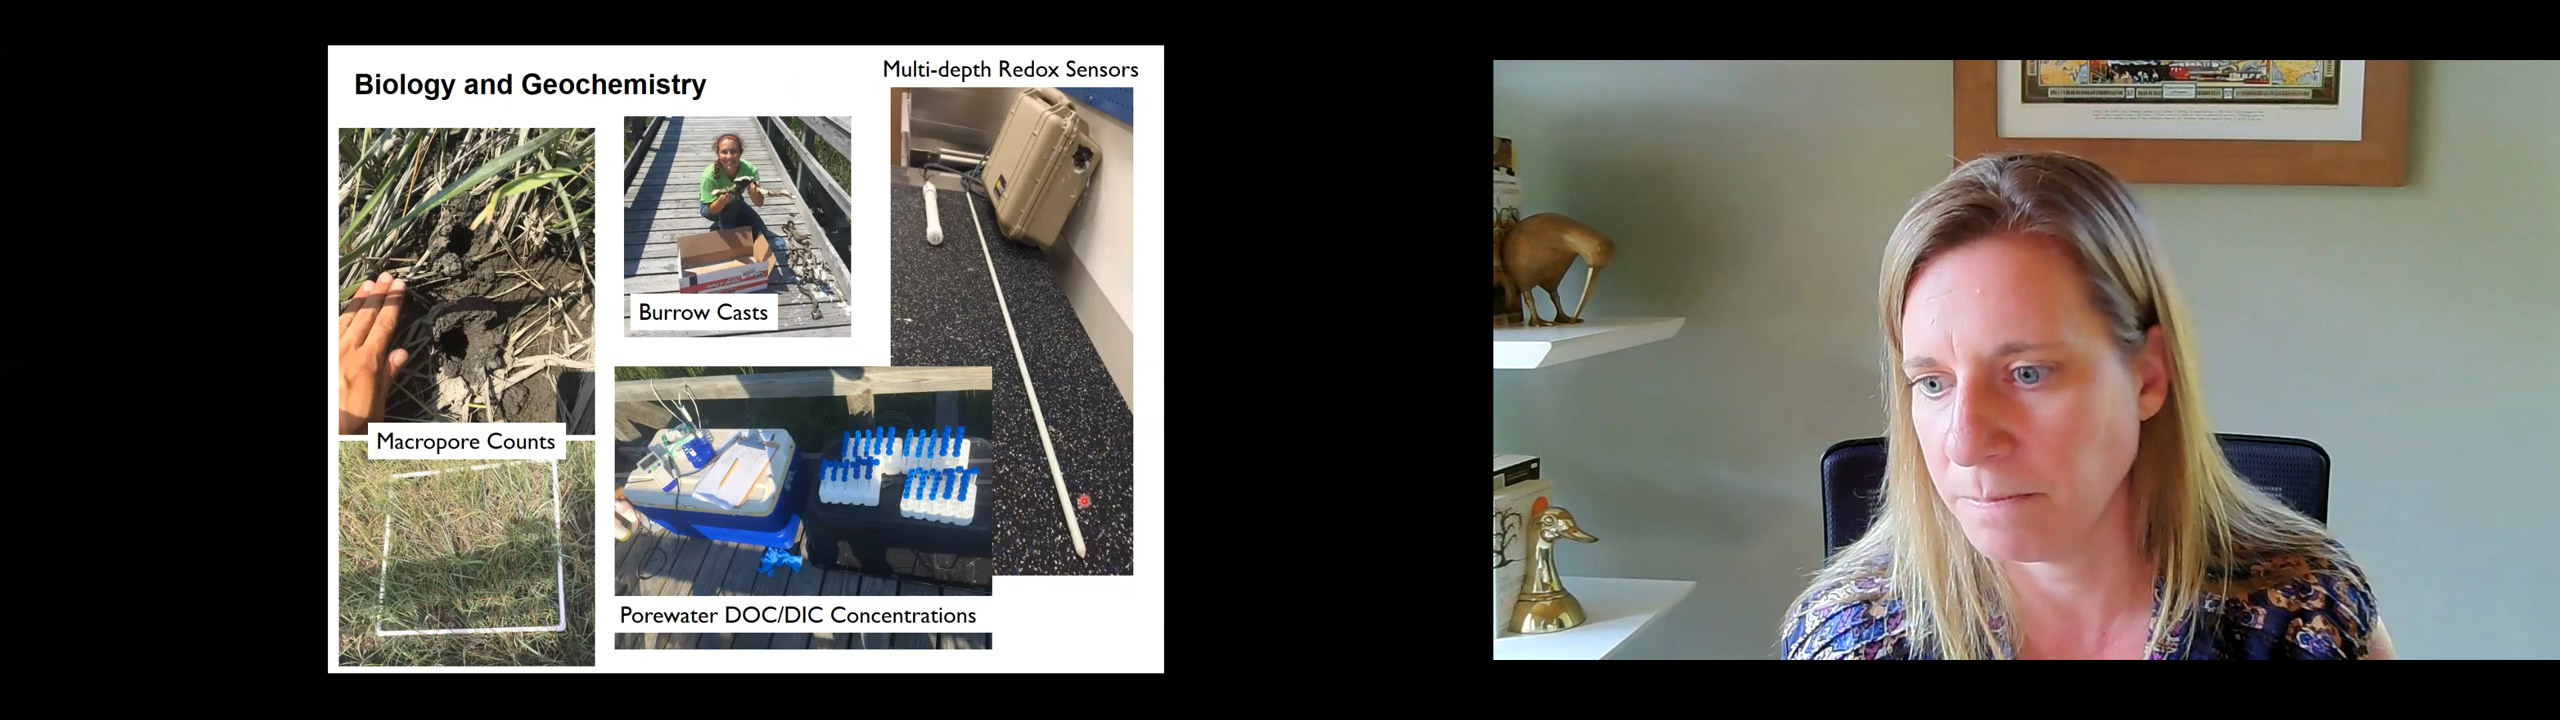 Biology and Geochemistry
Multi-depth Redox Sensors
Burrow Casts
Macropore Counts
Porewater DOC/DIC Concentrations